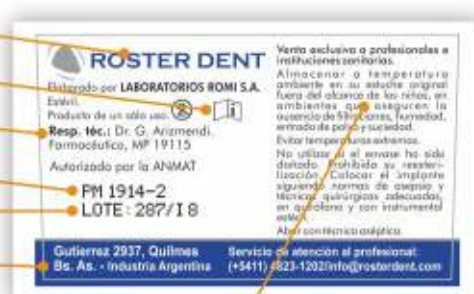 ROSTER DENT
Elaborado por LABORATORIOS ROMI S.A.
Estéril.
Producto de un sólo uso.
Resp. téc.: Dr. G. Arizmendi.
Farmacéutico, MP 19115
Autorizado por la ANMAT
PM 1914-2
LOTE: 287/I 8
Venta exclusiva a profesionales e
instituciones sanitarias.
Almacenar a temperatura
ambiente en su estuche original
fuera del alcance de los niños, en
ambientes que aseguren la
ausencia de filtraciones, humedad,
entrada de polvo y suciedad.
Evitar temperaturas extremas.
No utilizar si el envase ha sido
dañado. Prohibida su reesteri-
lización. Colocar el implante
siguiendo normas de asepsia y
técnicas quirúrgicas adecuadas,
en quirófano y con instrumental
estéril.
Abrir con técnica aséptica.
Gutierrez 2937, Quilmes
Bs. As. - Industria Argentina
Servicio de atención al profesional:
(+5411) 4823-1202/info@rosterdent.com